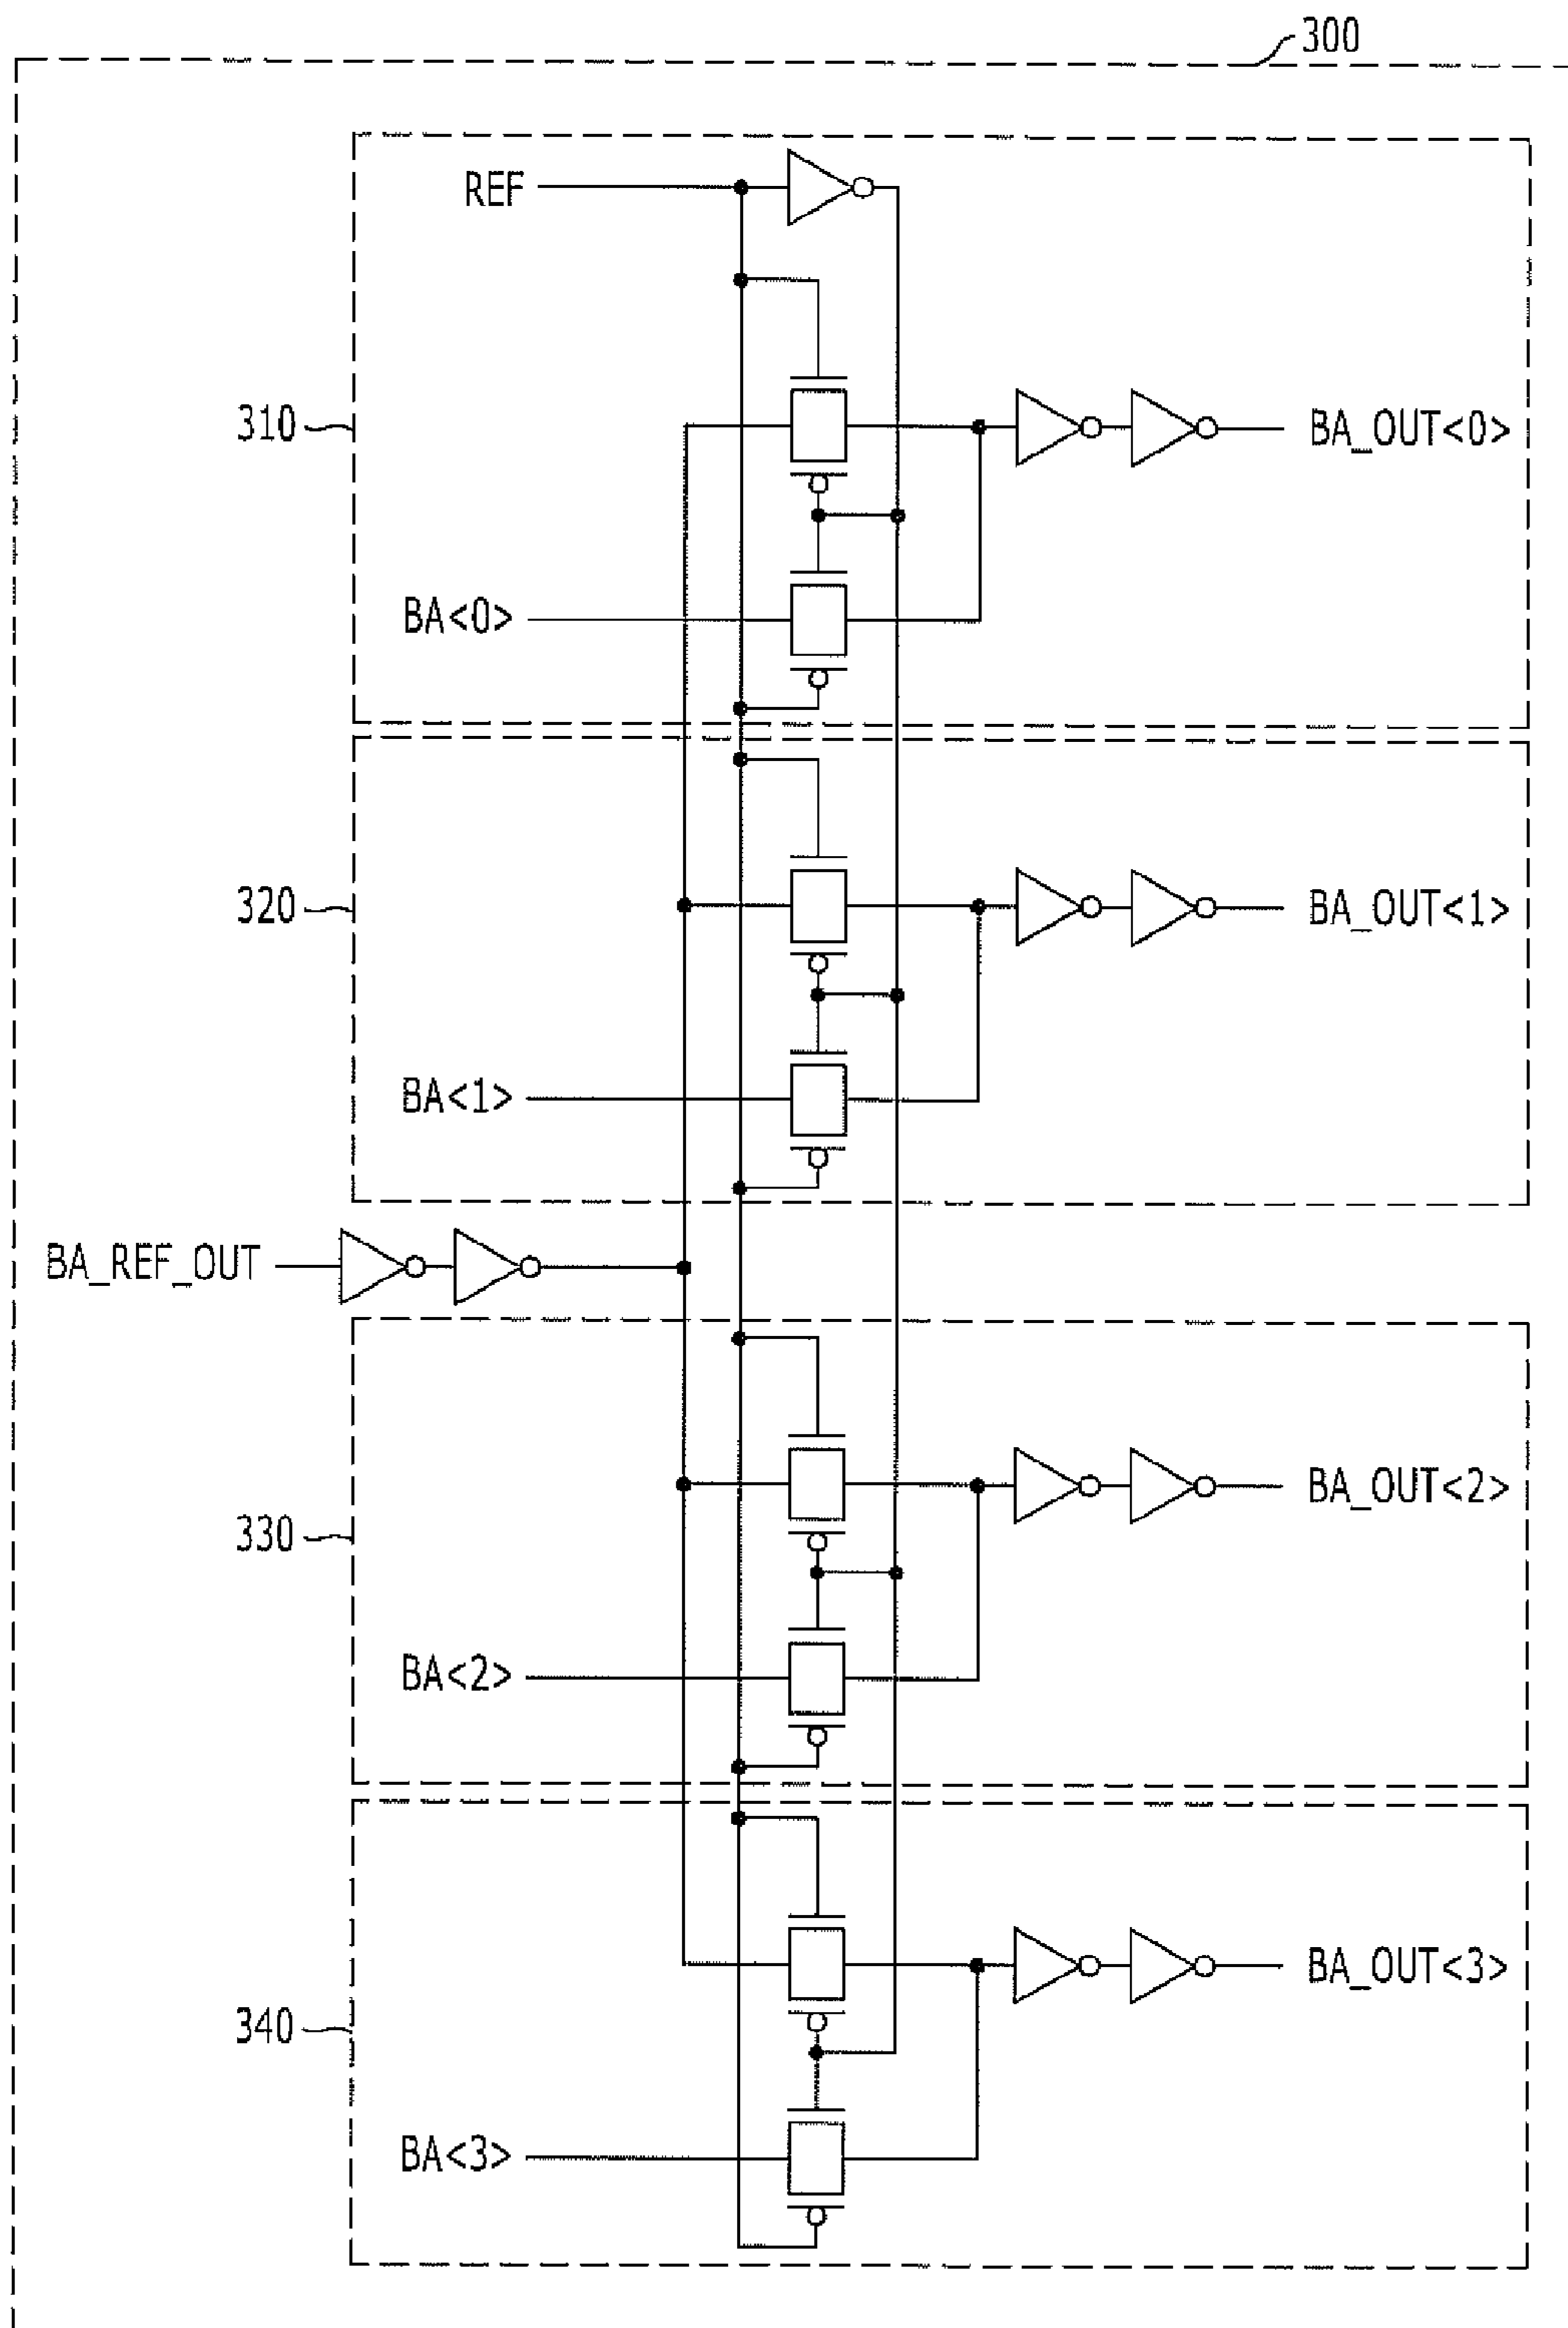 300
REF
310
BA_OUT<0>
BA<0>
320
BA_OUT<1>
BA<1>
BA_REF_OUT
BA_OUT<2>
330
BA<2>
BA_OUT<3>
340
BA<3>